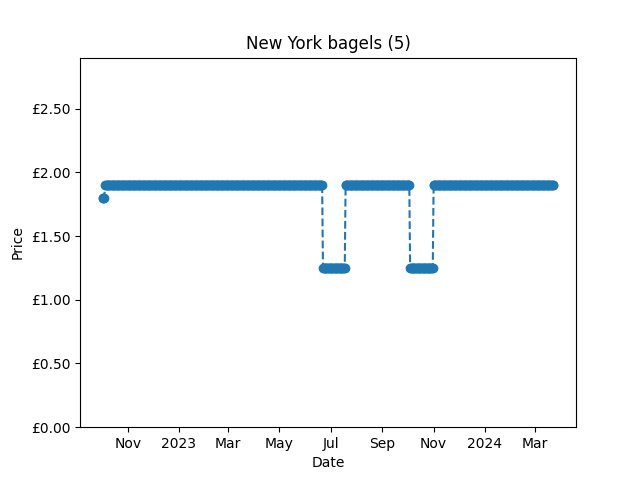 New York bagels (5)
£2.50
£2.00
£1.50
£1.00
£0.50
£0.00
Price
Nov 2023 Mar May Jul Sep Nov 2024 Mar
Date